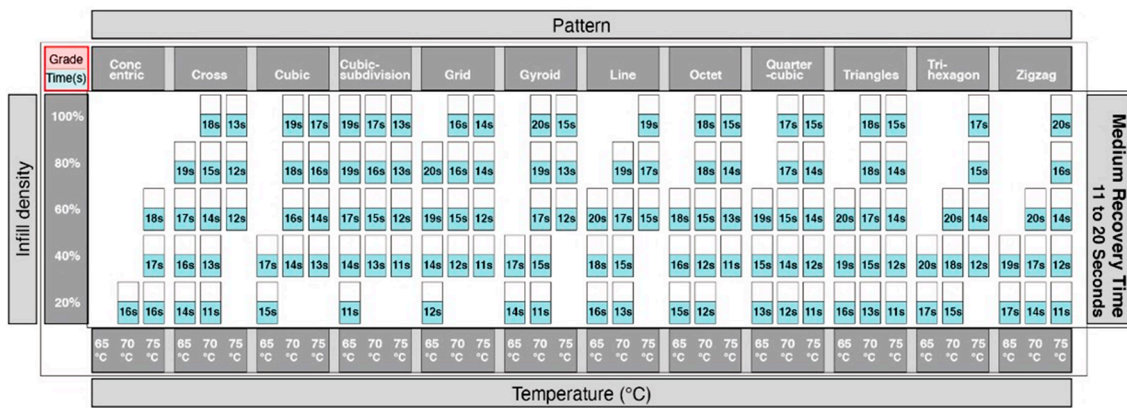 Pattern
Grade
Time(s)
Conc
entric
Cross
Cubic
Cubic-
subdivision
Grid
Gyroid
Line
Octet
Quarter
-cubic
Triangles
Tri-
hexagon
Zigzag
Infill density
100% 18s 13s 19s 17s 19s 17s 13s 16s 14s 20s 15s 19s 18s 15s 17s 15s 18s 15s 17s 20s
80% 19s 15s 12s 18s 16s 18s 16s 13s 20s 16s 14s 19s 13s 19s 17s 18s 14s 17s 14s 18s 14s 15s 16s
60% 18s 17s 14s 12s 16s 14s 17s 15s 12s 19s 15s 12s 17s 12s 20s 17s 15s 18s 15s 13s 19s 15s 14s 20s 17s 14s 20s 14s 20s 14s
40% 17s 16s 13s 17s 14s 13s 14s 13s 11s 14s 12s 11s 17s 15s 18s 15s 16s 12s 11s 15s 14s 12s 19s 15s 12s 20s 18s 12s 19s 17s 12s
20% 16s 16s 14s 11s 15s 11s 12s 14s 11s 16s 13s 15s 12s 13s 12s 11s 16s 13s 11s 17s 15s 17s 14s 11s
Medium Recovery Time
11 to 20 Seconds
65 70 75 65 70 75 65 70 75 65 70 75 65 70 75 65 70 75 65 70 75 65 70 75 65 70 75 65 70 75 65 70 75 65 70 75
°C °C °C °C °C °C °C °C °C °C °C °C °C °C °C °C °C °C °C °C °C °C °C °C °C °C °C °C °C °C °C °C °C °C °C °C
Temperature (°C)